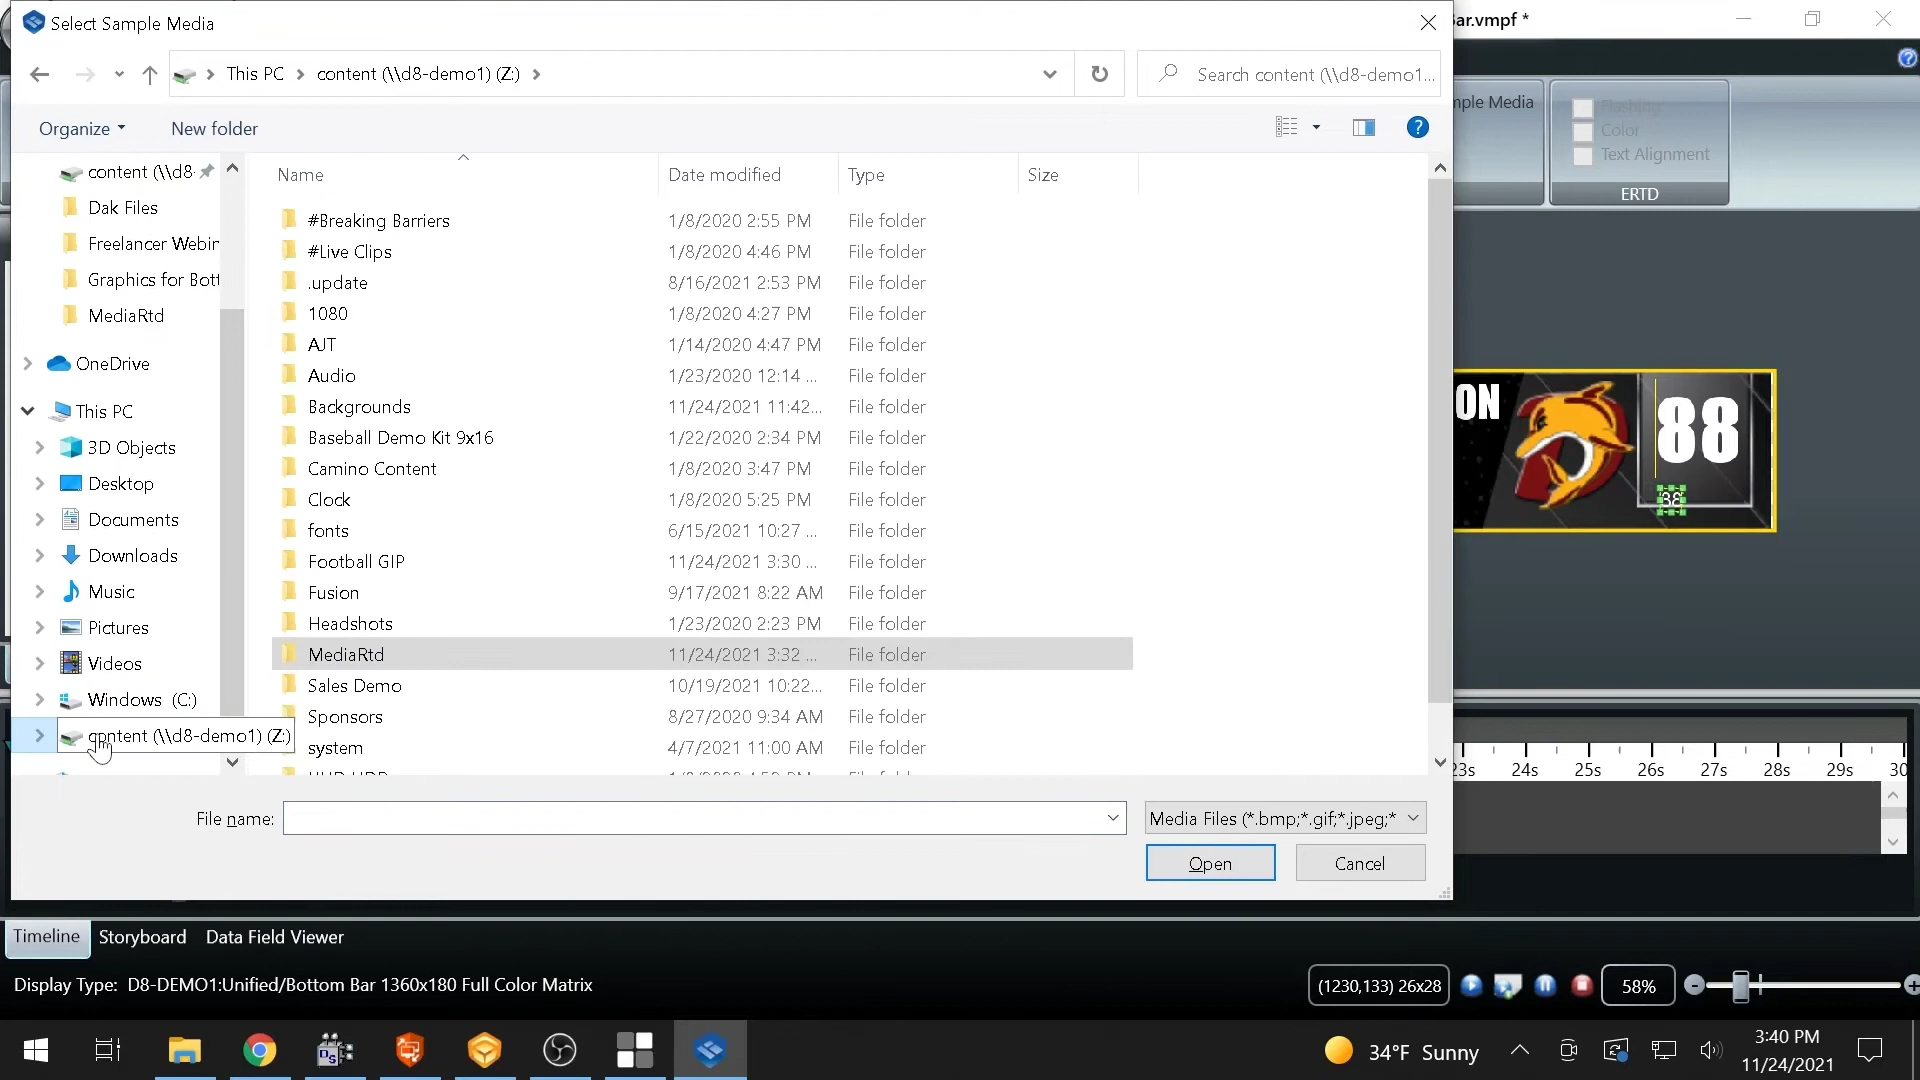 Select Sample Media
ar.vmpf *
This PC
content (\\d8-demo1) (Z:)
Search content (\\d8-demo1...
Organize
New folder
mple Media
Flashing
Color
Text Alignment
ERTD
Name
Date modified
Type
Size
content (\\d8-
Dak Files
Freelancer Webin
Graphics for Bott
MediaRtd
OneDrive
This PC
3D Objects
Desktop
Documents
Downloads
Music
Pictures
Videos
Windows (C:)
content (\\d8-demo1) (Z:)
#Breaking Barriers 1/8/2020 2:55 PM File folder
#Live Clips 1/8/2020 4:46 PM File folder
.update 8/16/2021 2:53 PM File folder
1080 1/8/2020 4:27 PM File folder
AJT 1/14/2020 4:47 PM File folder
Audio 1/23/2020 12:14 ... File folder
Backgrounds 11/24/2021 11:42... File folder
Baseball Demo Kit 9x16 1/22/2020 2:34 PM File folder
Camino Content 1/8/2020 3:47 PM File folder
Clock 1/8/2020 5:25 PM File folder
fonts 6/15/2021 10:27 ... File folder
Football GIP 11/24/2021 3:30 ... File folder
Fusion 9/17/2021 8:22 AM File folder
Headshots 1/23/2020 2:23 PM File folder
MediaRtd 11/24/2021 3:32 ... File folder
Sales Demo 10/19/2021 10:22... File folder
Sponsors 8/27/2020 9:34 AM File folder
system 4/7/2021 11:00 AM File folder
ON
88
File name:
Media Files (*.bmp;*.gif;*.jpeg;*
Open
Cancel
23s 24s 25s 26s 27s 28s 29s 30
Timeline Storyboard Data Field Viewer
Display Type: D8-DEMO1:Unified/Bottom Bar 1360x180 Full Color Matrix
(1230,133) 26x28
58%
34°F Sunny
3:40 PM
11/24/2021